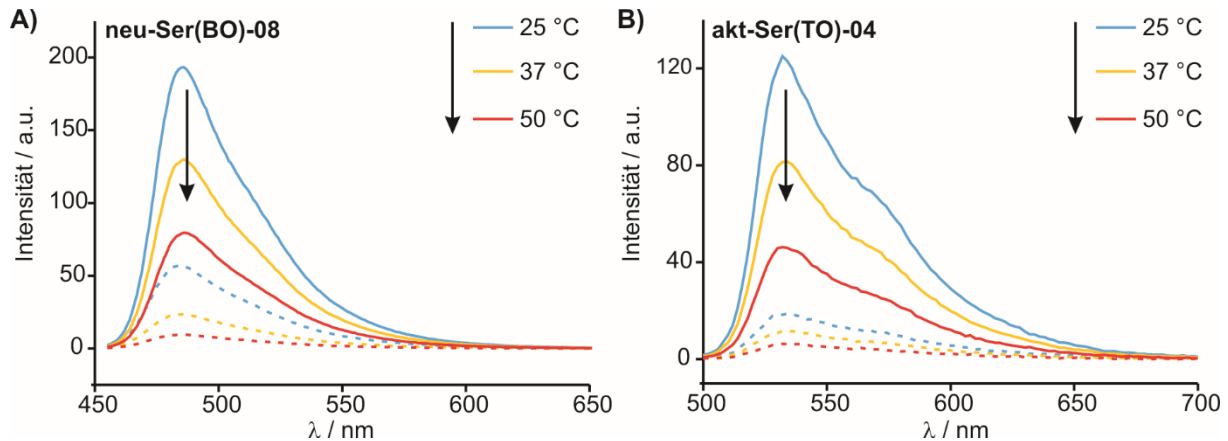 A)
neu-Ser(BO)-08
25 °C
37 °C
50 °C
200
150
100
50
0
Intensität / a.u.
450
500
550
600
650
λ / nm
B)
akt-Ser(TO)-04
25 °C
37 °C
50 °C
120
80
40
0
Intensität / a.u.
500
550
600
650
700
λ / nm